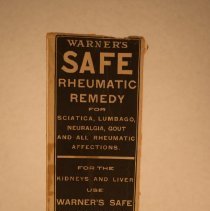 WARNER'S
SAFE
RHEUMATIC
REMEDY
FOR
SCIATICA, LUMBAGO,
NEURALGIA, GOUT
AND ALL RHEUMATIC
AFFECTIONS.
FOR THE
KIDNEYS AND LIVER
USE
WARNER'S SAFE